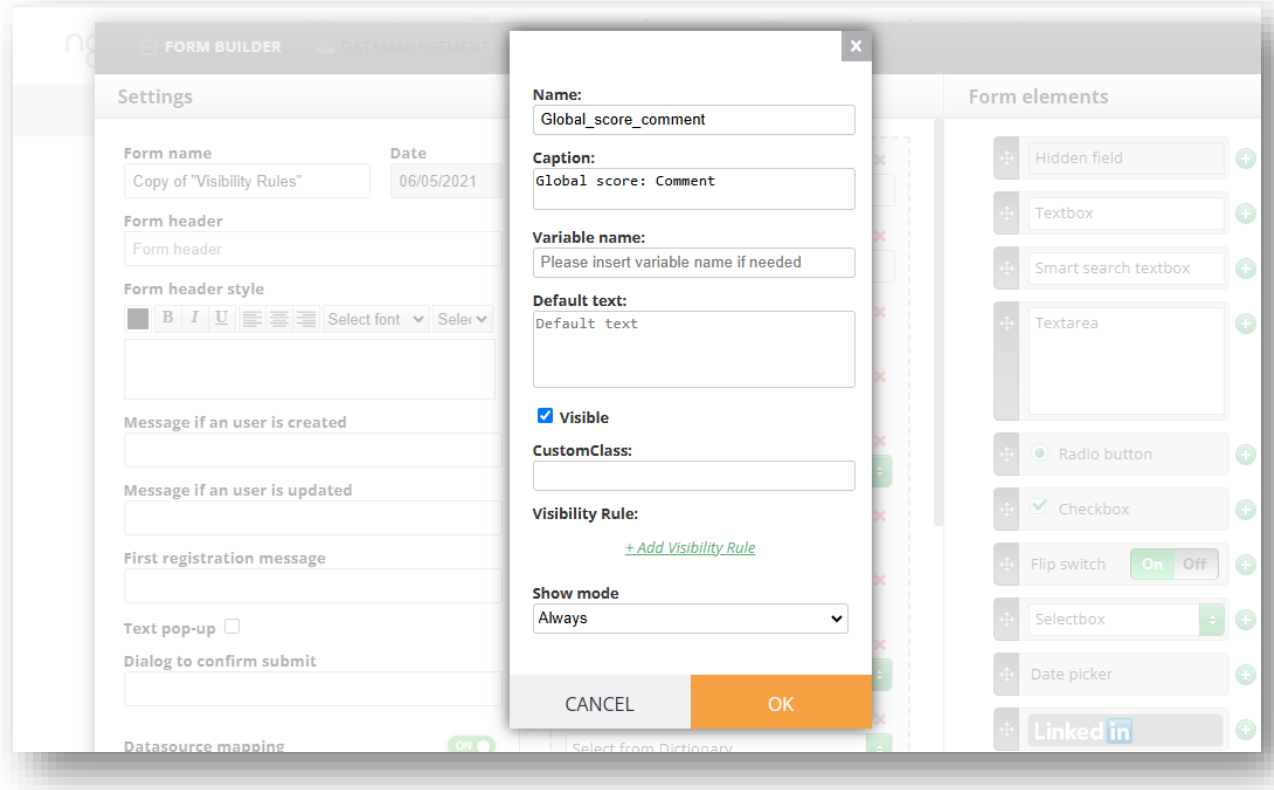 FORM BUILDER
DATAMANAGEMENT
x
Settings
Form elements
Form name
Date
Copy of "Visibility Rules"
06/05/2021
Form header
Form header
Form header style
B I U Select font
Message if an user is created
Message if an user is updated
First registration message
Text pop-up
Dialog to confirm submit
Datasource mapping
ON
Name:
Global_score_comment
Caption:
Global score: Comment
Variable name:
Please insert variable name if needed
Default text:
Default text
Visible
CustomClass:
Visibility Rule:
+ Add Visibility Rule
Show mode
Always
CANCEL
OK
Select from Dictionary
Hidden field
Textbox
Smart search textbox
Textarea
Radio button
Checkbox
Flip switch On Off
Selectbox
Date picker
Linked in